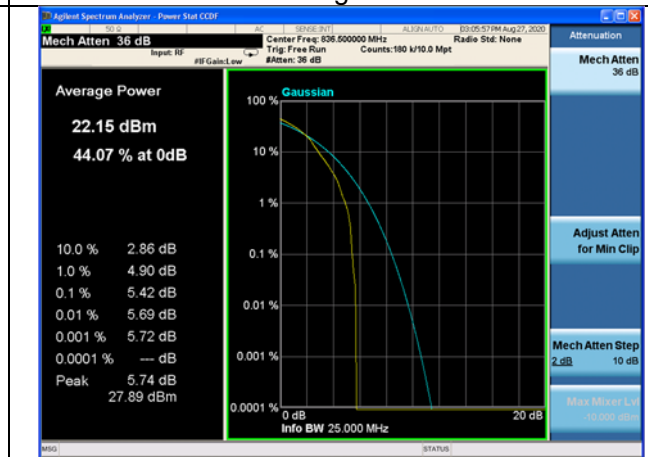 Agilent Spectrum Analyzer - Power Stat CCDF
50 Ω AC SENSE:INT ALIGN AUTO 03:05:57 PM Aug 27, 2020
Mech Atten 36 dB
Center Freq: 836.500000 MHz Radio Std: None
Input: RF Trig: Free Run Counts:180 k/10.0 Mpt
#IFGain:Low #Atten: 36 dB
Attenuation
Mech Atten
36 dB
Average Power
22.15 dBm
44.07 % at 0dB
10.0 % 2.86 dB
1.0 % 4.90 dB
0.1 % 5.42 dB
0.01 % 5.69 dB
0.001 % 5.72 dB
0.0001 % --- dB
Peak 5.74 dB
27.89 dBm
Gaussian
100 %
10 %
1 %
0.1 %
0.01 %
0.001 %
0.0001 %
0 dB 20 dB
Info BW 25.000 MHz
Adjust Atten
for Min Clip
Mech Atten Step
2 dB 10 dB
Max Mixer Lvl
-10.000 dBm
MSG STATUS